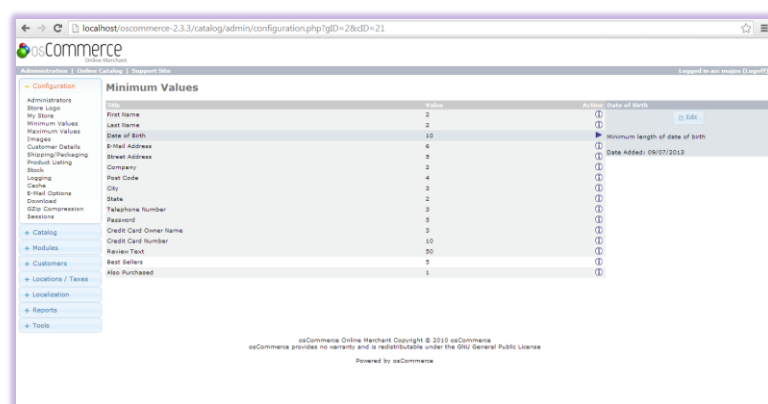 localhost/oscommerce-2.3.3/catalog/admin/configuration.php?gID=2&cID=21
osCommerce
Online Merchant
Administration | Online Catalog | Support Site
Logged in as: (Logoff)
Configuration
Administrators
Store Logo
My Store
Minimum Values
Maximum Values
Images
Customer Details
Shipping/Packaging
Product Listing
Stock
Logging
Cache
E-Mail Options
Download
GZip Compression
Sessions
+ Catalog
+ Modules
+ Customers
+ Locations / Taxes
+ Localization
+ Reports
+ Tools
Minimum Values
Title Value Action
First Name 2
Last Name 2
Date of Birth 10
E-Mail Address 6
Street Address 5
Company 2
Post Code 4
City 3
State 2
Telephone Number 3
Password 5
Credit Card Owner Name 3
Credit Card Number 10
Review Text 50
Best Sellers
Also Purchased 1
Date of Birth
Edit
Minimum length of date of birth
Date Added: 09/07/2013
osCommerce Online Merchant Copyright © 2010 osCommerce
osCommerce provides no warranty and is redistributable under the GNU General Public License
Powered by osCommerce